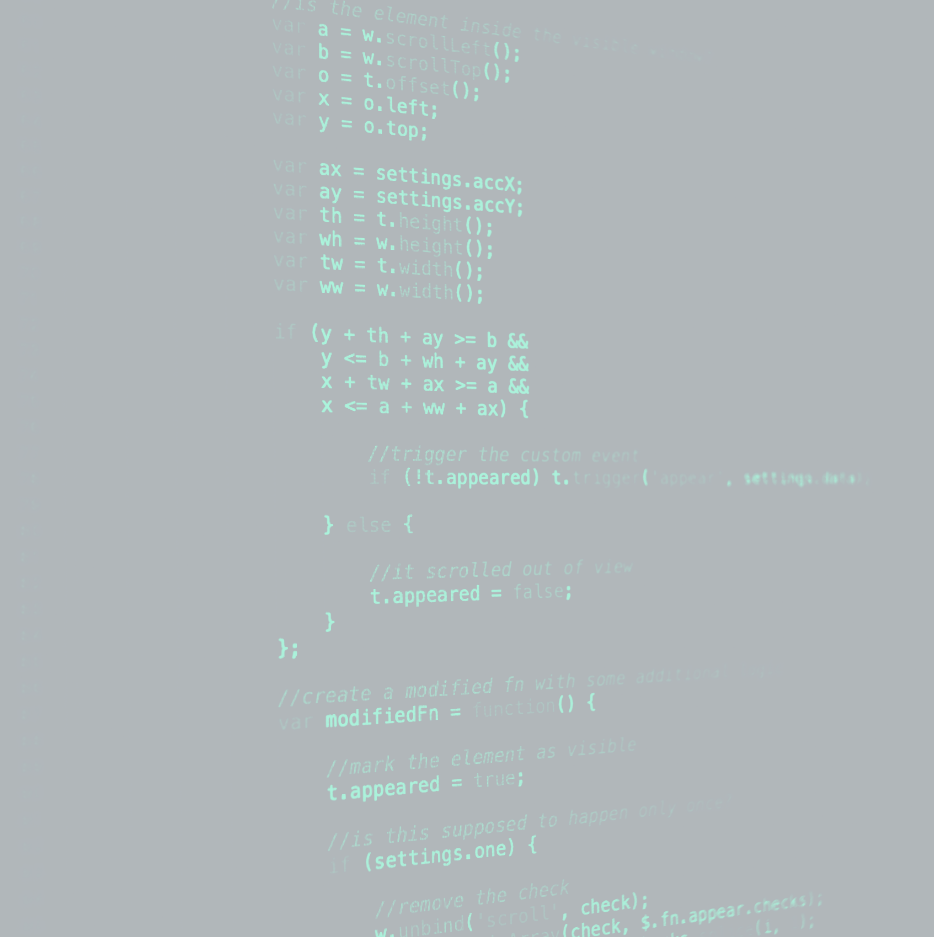 //is the element inside the visible
var a = w.scrollLeft();
var b = w.scrollTop();
var o = t.offset();
var x = o.left;
var y = o.top;
var ax = settings.accX;
var ay = settings.accY;
var th = t.height();
var wh = w.height();
var tw = t.width();
var ww = w.width();
if (y + th + ay >= b &&
y <= b + wh + ay &&
x + tw + ax >= a &&
x <= a + ww + ax) {
//trigger the custom event
if (!t.appeared) t.trigger('appear', settings.data);
} else {
//it scrolled out of view
t.appeared = false;
}
};
//create a modified fn with some additional
var modifiedFn = function() {
//mark the element as visible
t.appeared = true;
//is this supposed to happen only once
if (settings.one) {
//remove the check
w.unbind('scroll', check);
(check, $.fn.appear.checks);